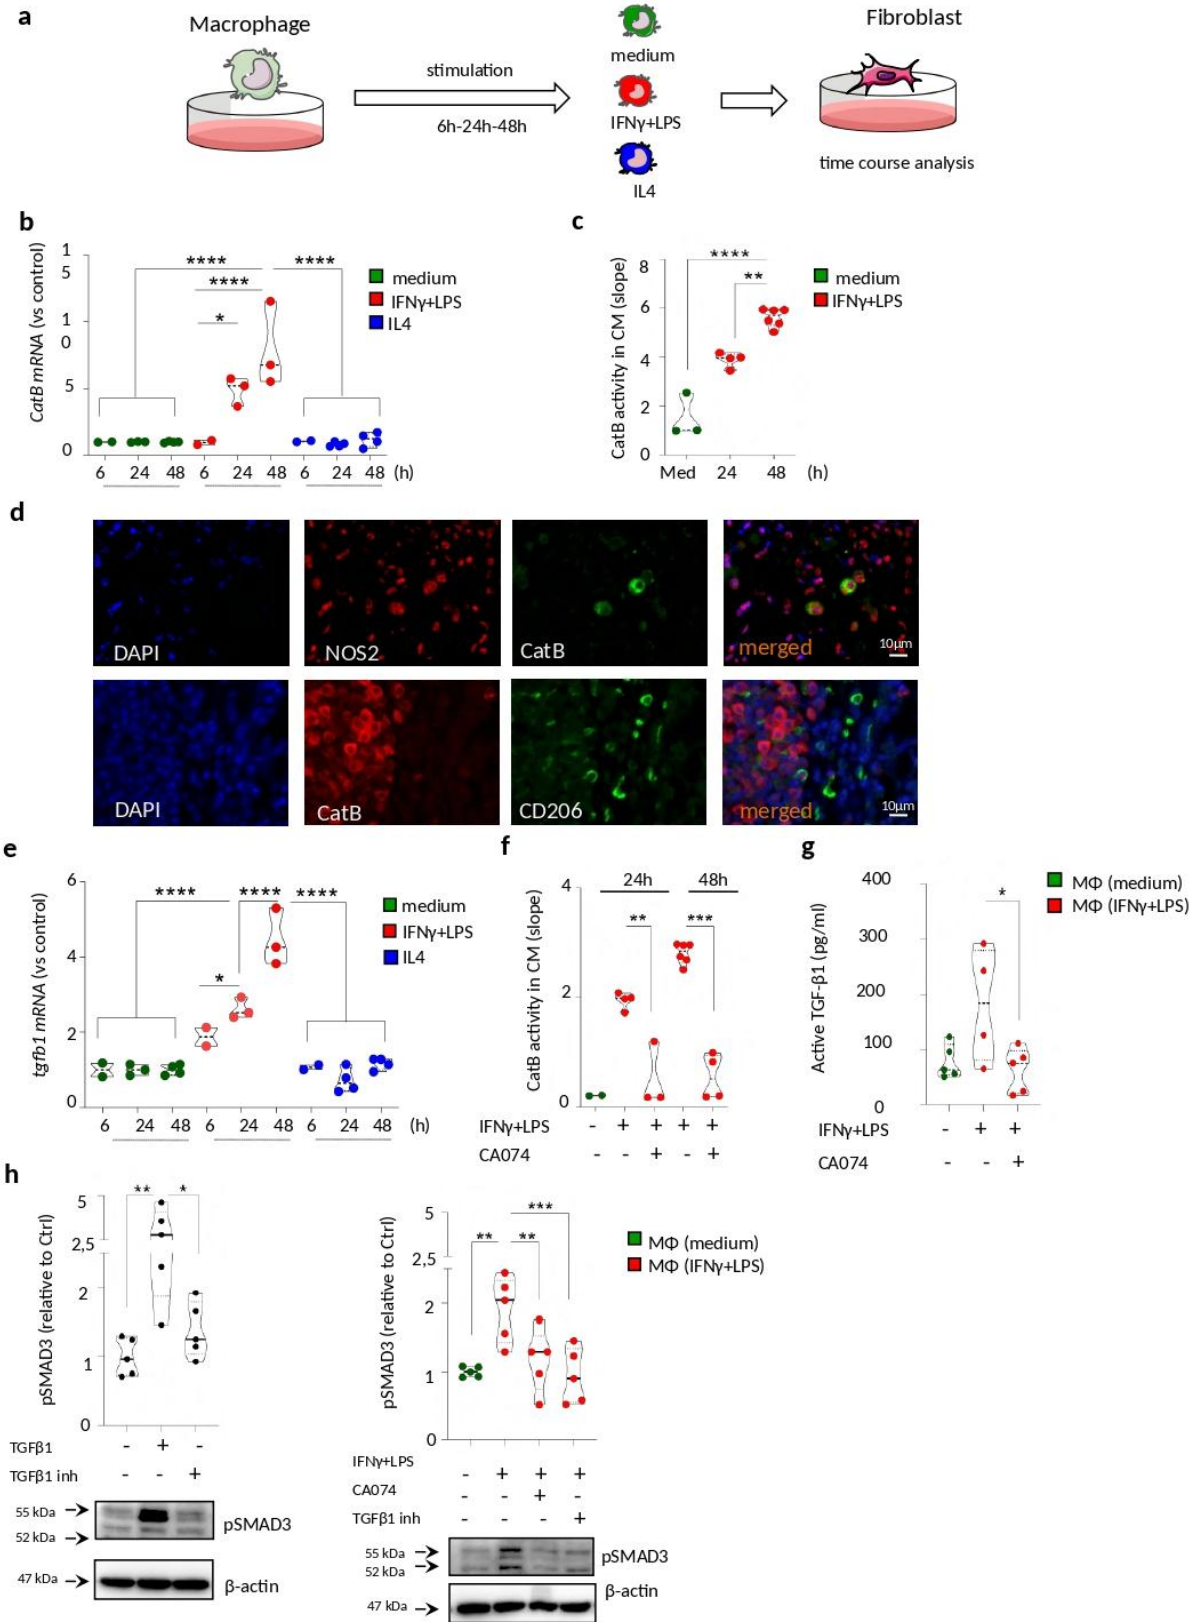 a
Macrophage
stimulation
6h-24h-48h
medium
IFNγ+LPS
IL4
Fibroblast
time course analysis
b
CatB mRNA (vs control)
1
5
1
0
5
0
****
****
****
*
medium
IFNγ+LPS
IL4
6 24 48 6 24 48 6 24 48 (h)
c
CatB activity in CM (slope)
8
6
4
2
0
****
**
medium
IFNγ+LPS
Med 24 48 (h)
d
DAPI
NOS2
CatB
merged
10μm
DAPI
CatB
CD206
merged
10μm
e
tgfb1 mRNA (vs control)
6
4
2
0
**** **** ****
*
medium
IFNγ+LPS
IL4
6 24 48 6 24 48 6 24 48 (h)
f
CatB activity in CM (slope)
4
2
0
24h 48h
** ***
IFNγ+LPS - + + + +
CA074 - - + - +
g
Active TGF-β1 (pg/ml)
400
300
200
100
0
*
MΦ (medium)
MΦ (IFNγ+LPS)
IFNγ+LPS - + +
CA074 - - +
h
pSMAD3 (relative to Ctrl)
5
2,5
2
1
0
** *
TGFβ1 - + -
TGFβ1 inh - - +
55 kDa
52 kDa
pSMAD3
47 kDa
β-actin
pSMAD3 (relative to Ctrl)
5
2,5
2
1
0
***
** **
MΦ (medium)
MΦ (IFNγ+LPS)
IFNγ+LPS - + + +
CA074 - - + -
TGFβ1 inh - - - +
55 kDa
52 kDa
pSMAD3
β-actin
47 kDa